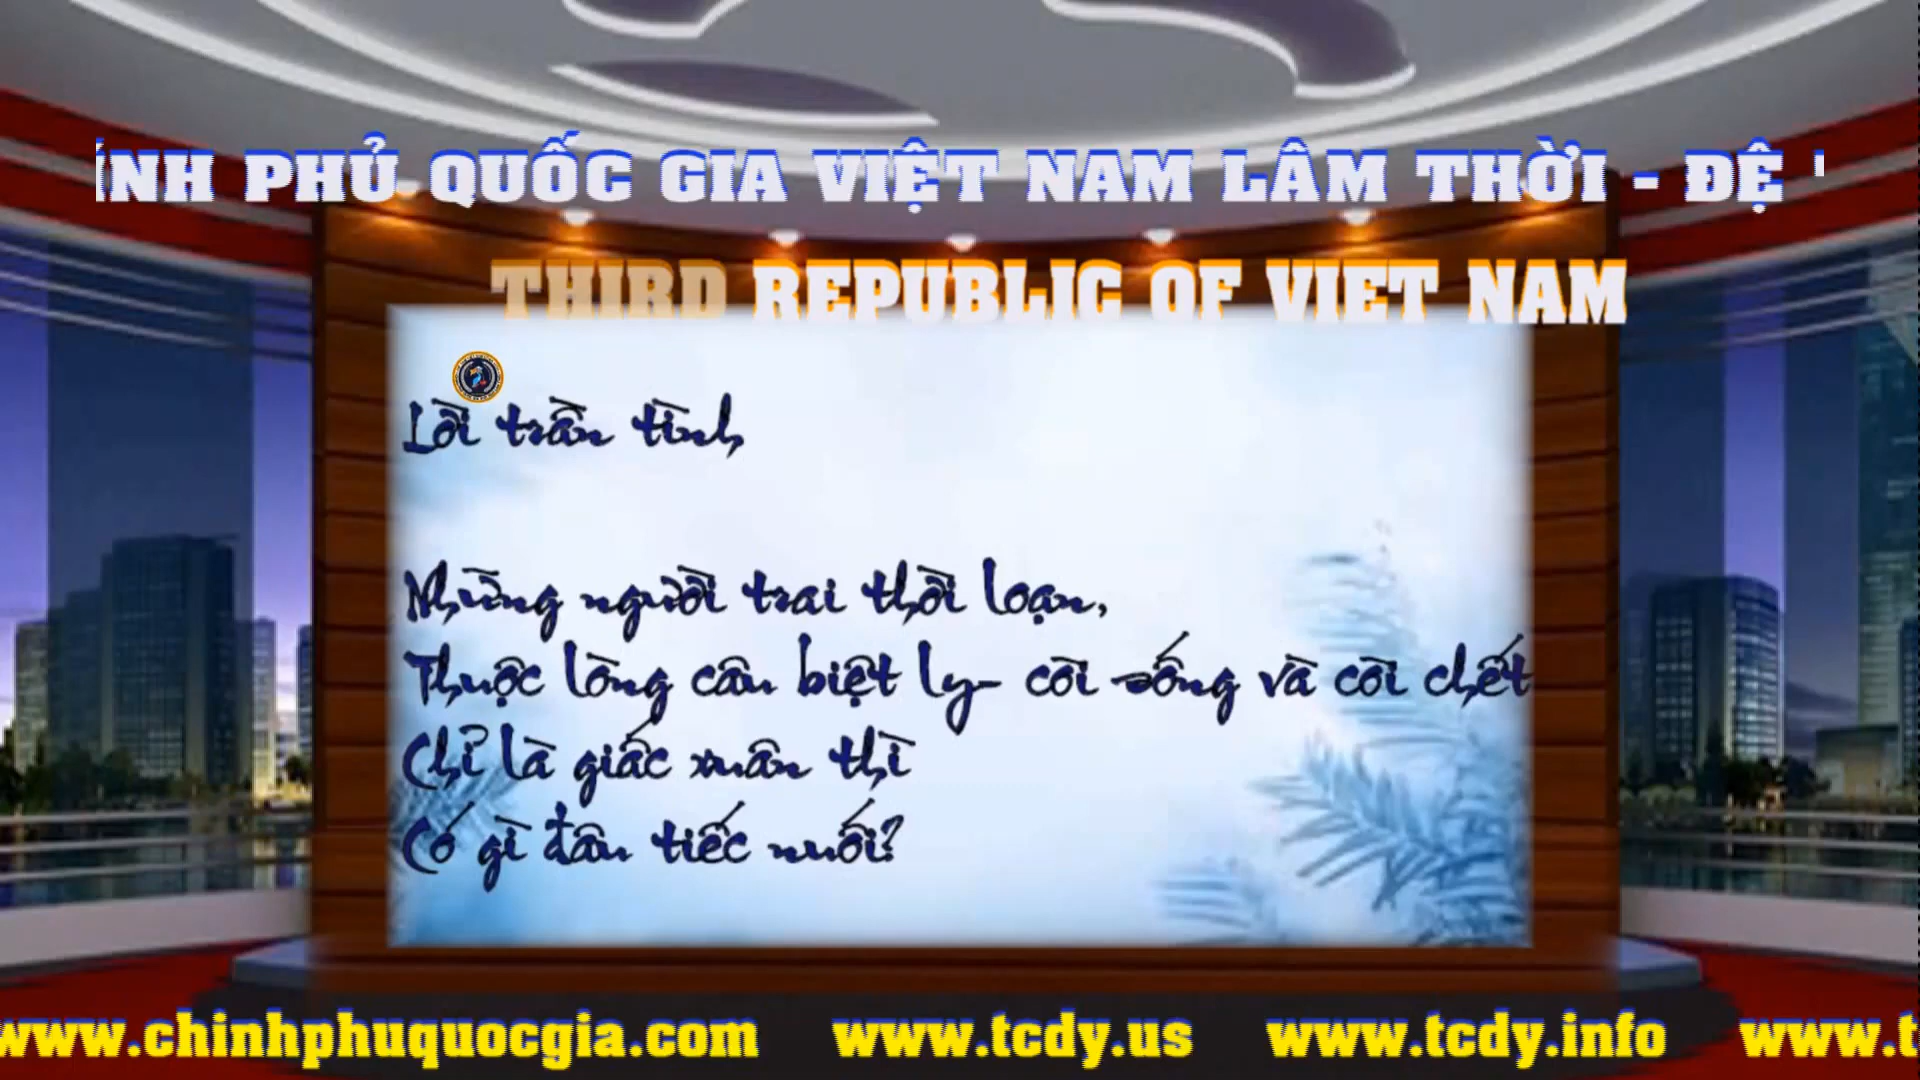 ÍNH PHỦ QUỐC GIA VIỆT NAM LÂM THỜI - ĐỆ
THIRD REPUBLIC OF VIET NAM
Lời trần tình
Những người trai thời loạn,
Thuộc lòng câu biệt ly- cõi sống và cõi chết
Chỉ là giấc xuân thì
Có gì đâu tiếc nuối?
www.chinhphuquocgia.com www.tcdy.us www.tcdy.info www.t